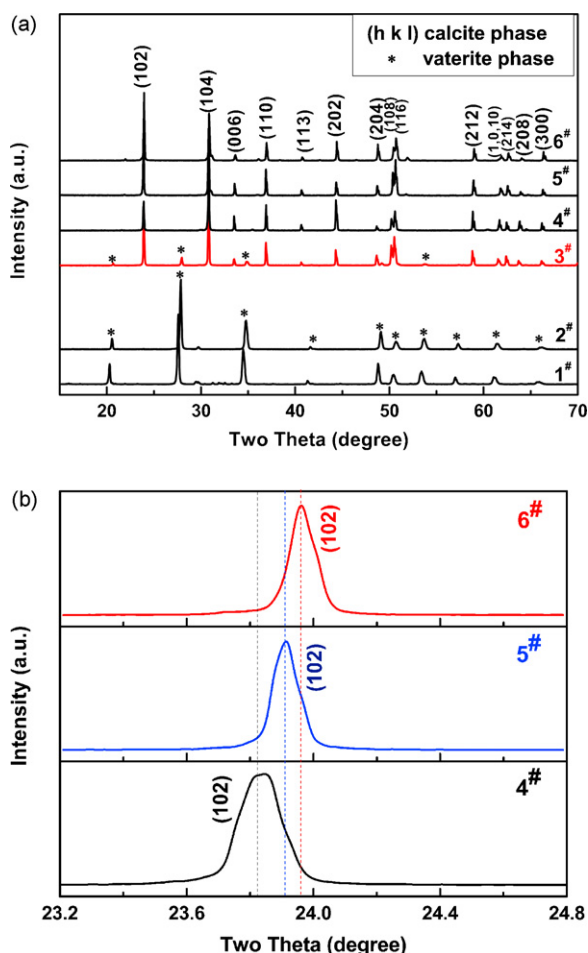 (a)
(h k l) calcite phase
* vaterite phase
(102)
(104)
(006)
(110)
(113)
(202)
(204)
(108)
(116)
(212)
(1,0,10)
(214)
(208)
(300)
6#
5#
4#
* * * * 3#
* * * * * * * * * 2#
1#
Intensity (a.u.)
20 30 40 50 60 70
Two Theta (degree)
(b)
6#
(102)
5#
(102)
4#
(102)
Intensity (a.u.)
23.2 23.6 24.0 24.4 24.8
Two Theta (degree)